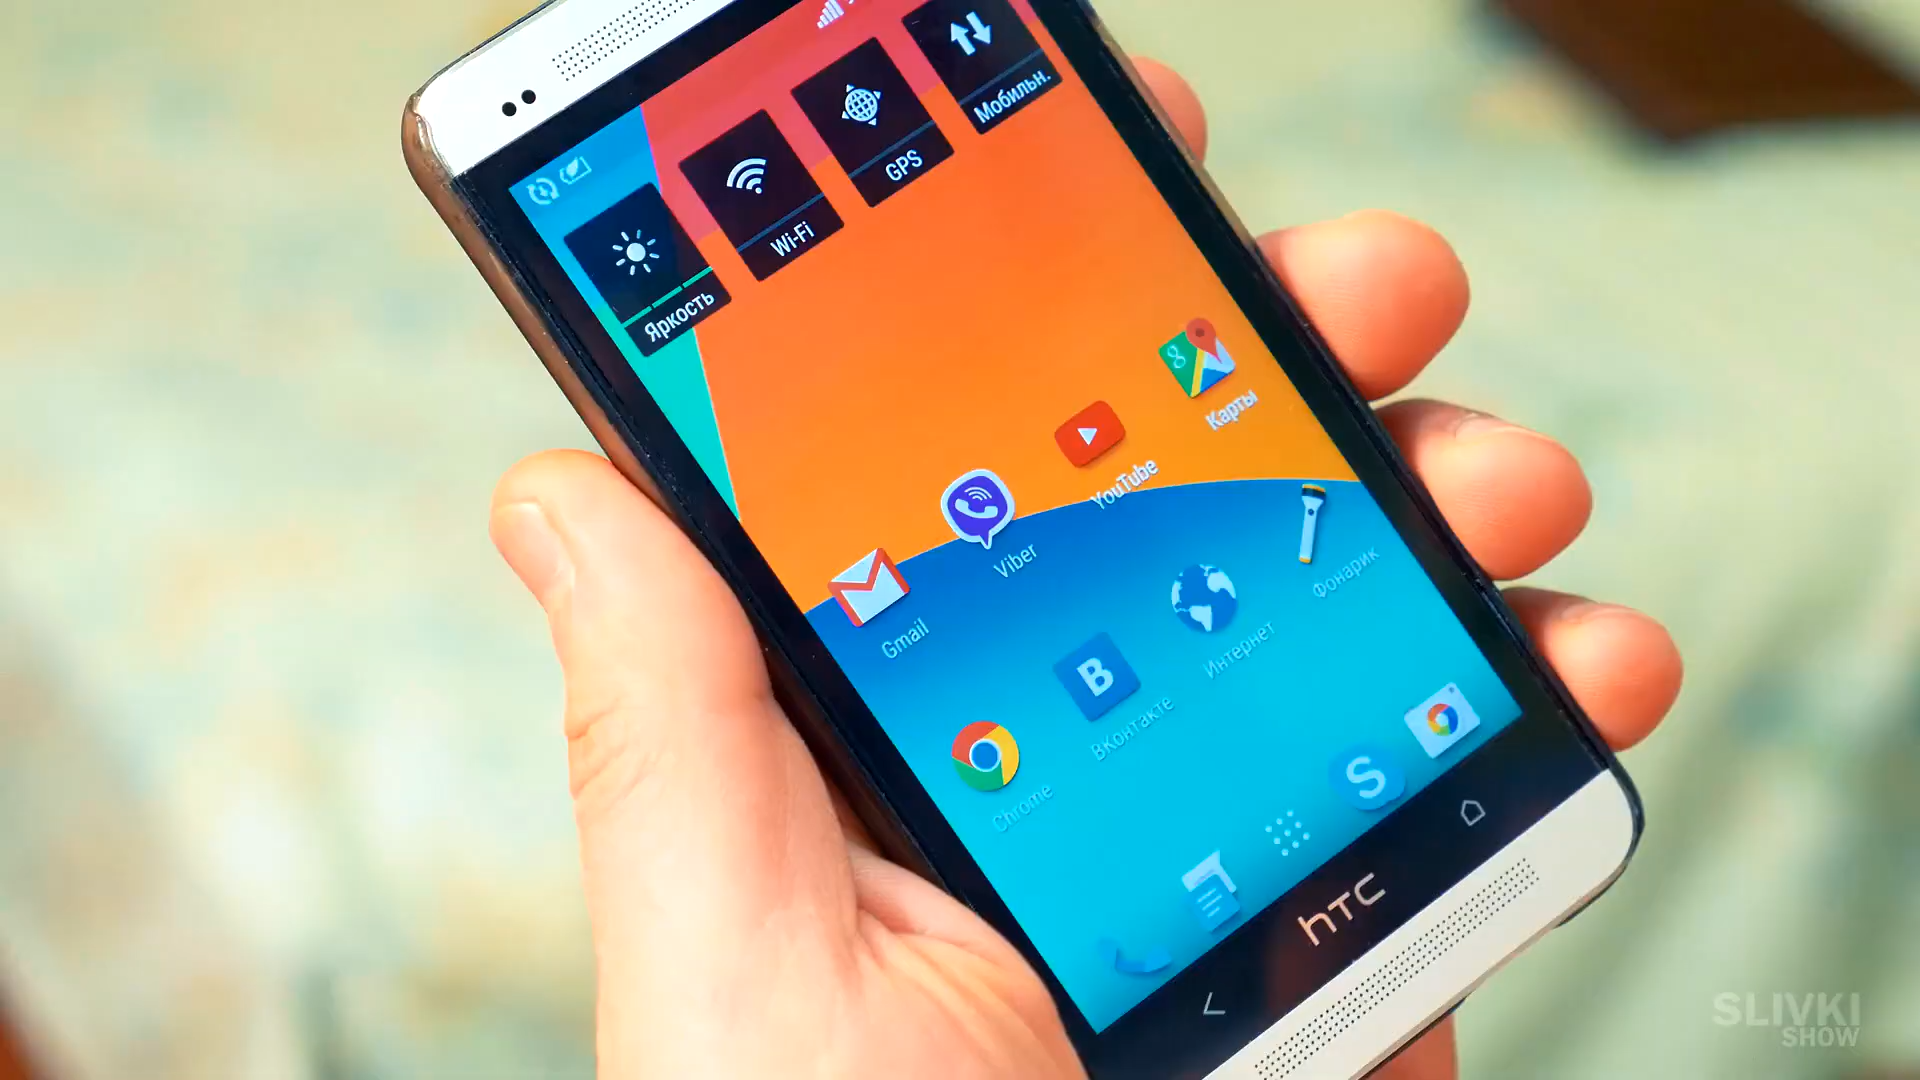 Мобильн.
GPS
Wi-Fi
Яркость
Карты
YouTube
Viber
Gmail
Фонарик
Интернет
B
ВКонтакте
Chrome
S
hTC
SLIVKI
SHOW